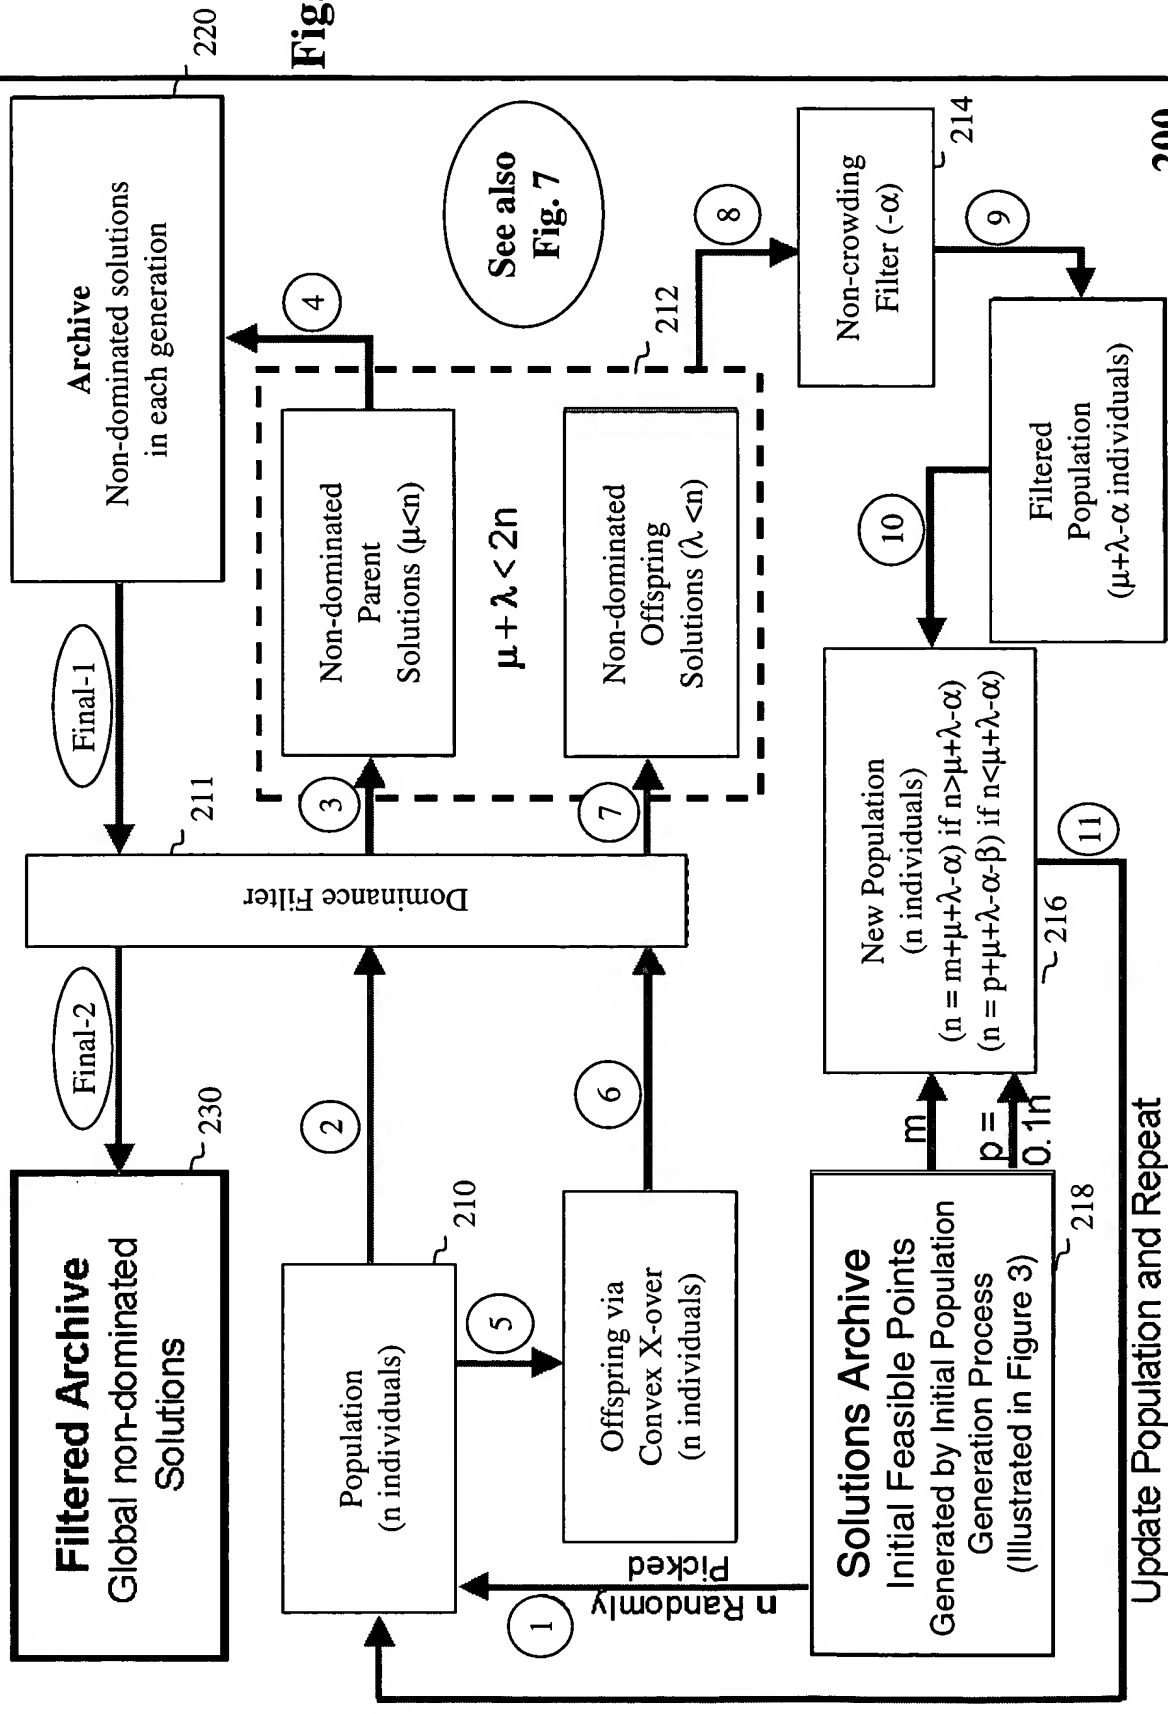 Filtered Archive
Global non-dominated
Solutions
230
Final-2
Final-1
Archive
Non-dominated solutions
in each generation
220
Fig.
Population
(n individuals)
210
2
Dominance Filter
211
3
Non-dominated
Parent
Solutions (μ<n)
4
μ + λ < 2n
See also
Fig. 7
5
Offspring via
Convex X-over
(n individuals)
6
7
Non-dominated
Offspring
Solutions (λ <n)
212
8
1
n Randomly
Picked
Solutions Archive
Initial Feasible Points
Generated by Initial Population
Generation Process
(Illustrated in Figure 3)
218
m
p =
0.1n
New Population
(n individuals)
(n = m+μ+λ-α) if n>μ+λ-α)
(n = p+μ+λ-α-β) if n<μ+λ-α)
216
10
Non-crowding
Filter (-α)
214
9
Filtered
Population
(μ+λ-α individuals)
11
Update Population and Repeat
200